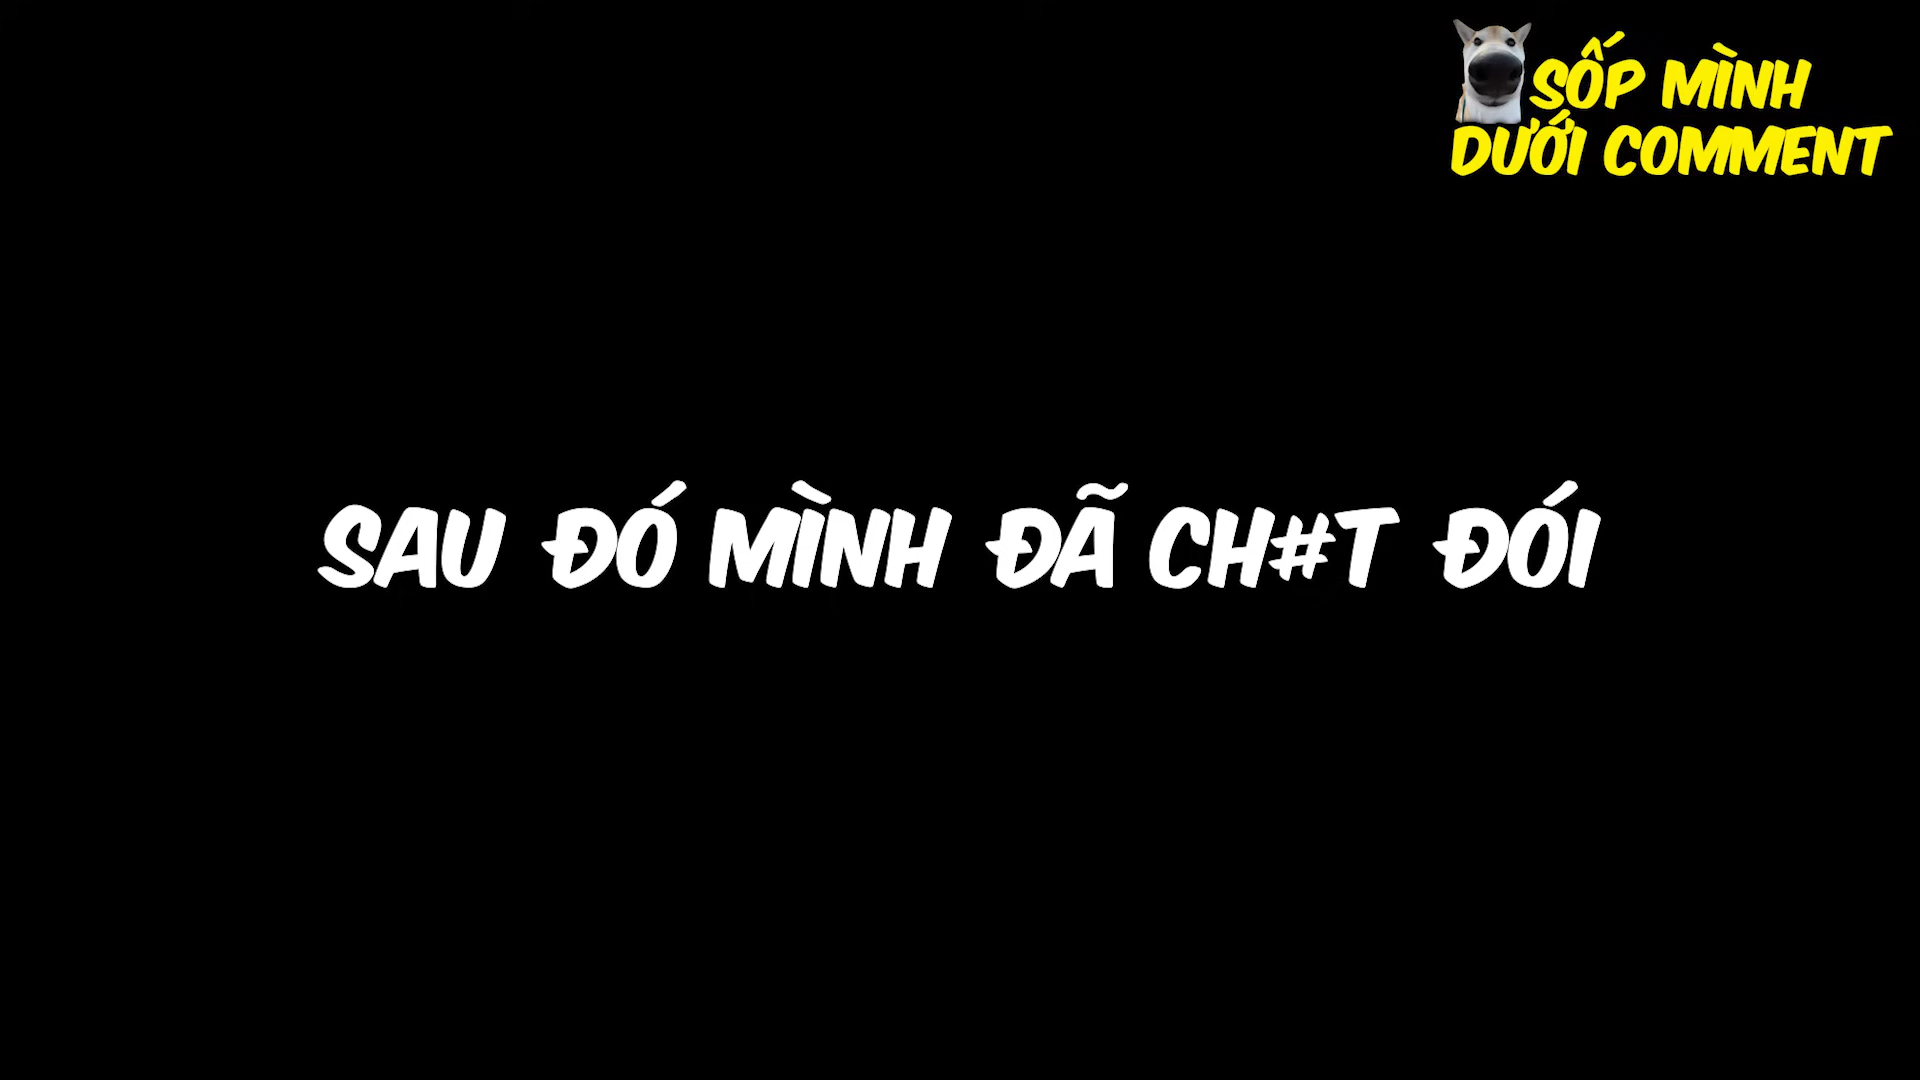 SỐP MÌNH
DƯỚI COMMENT
SAU ĐÓ MÌNH ĐÃ CH#T ĐÓI